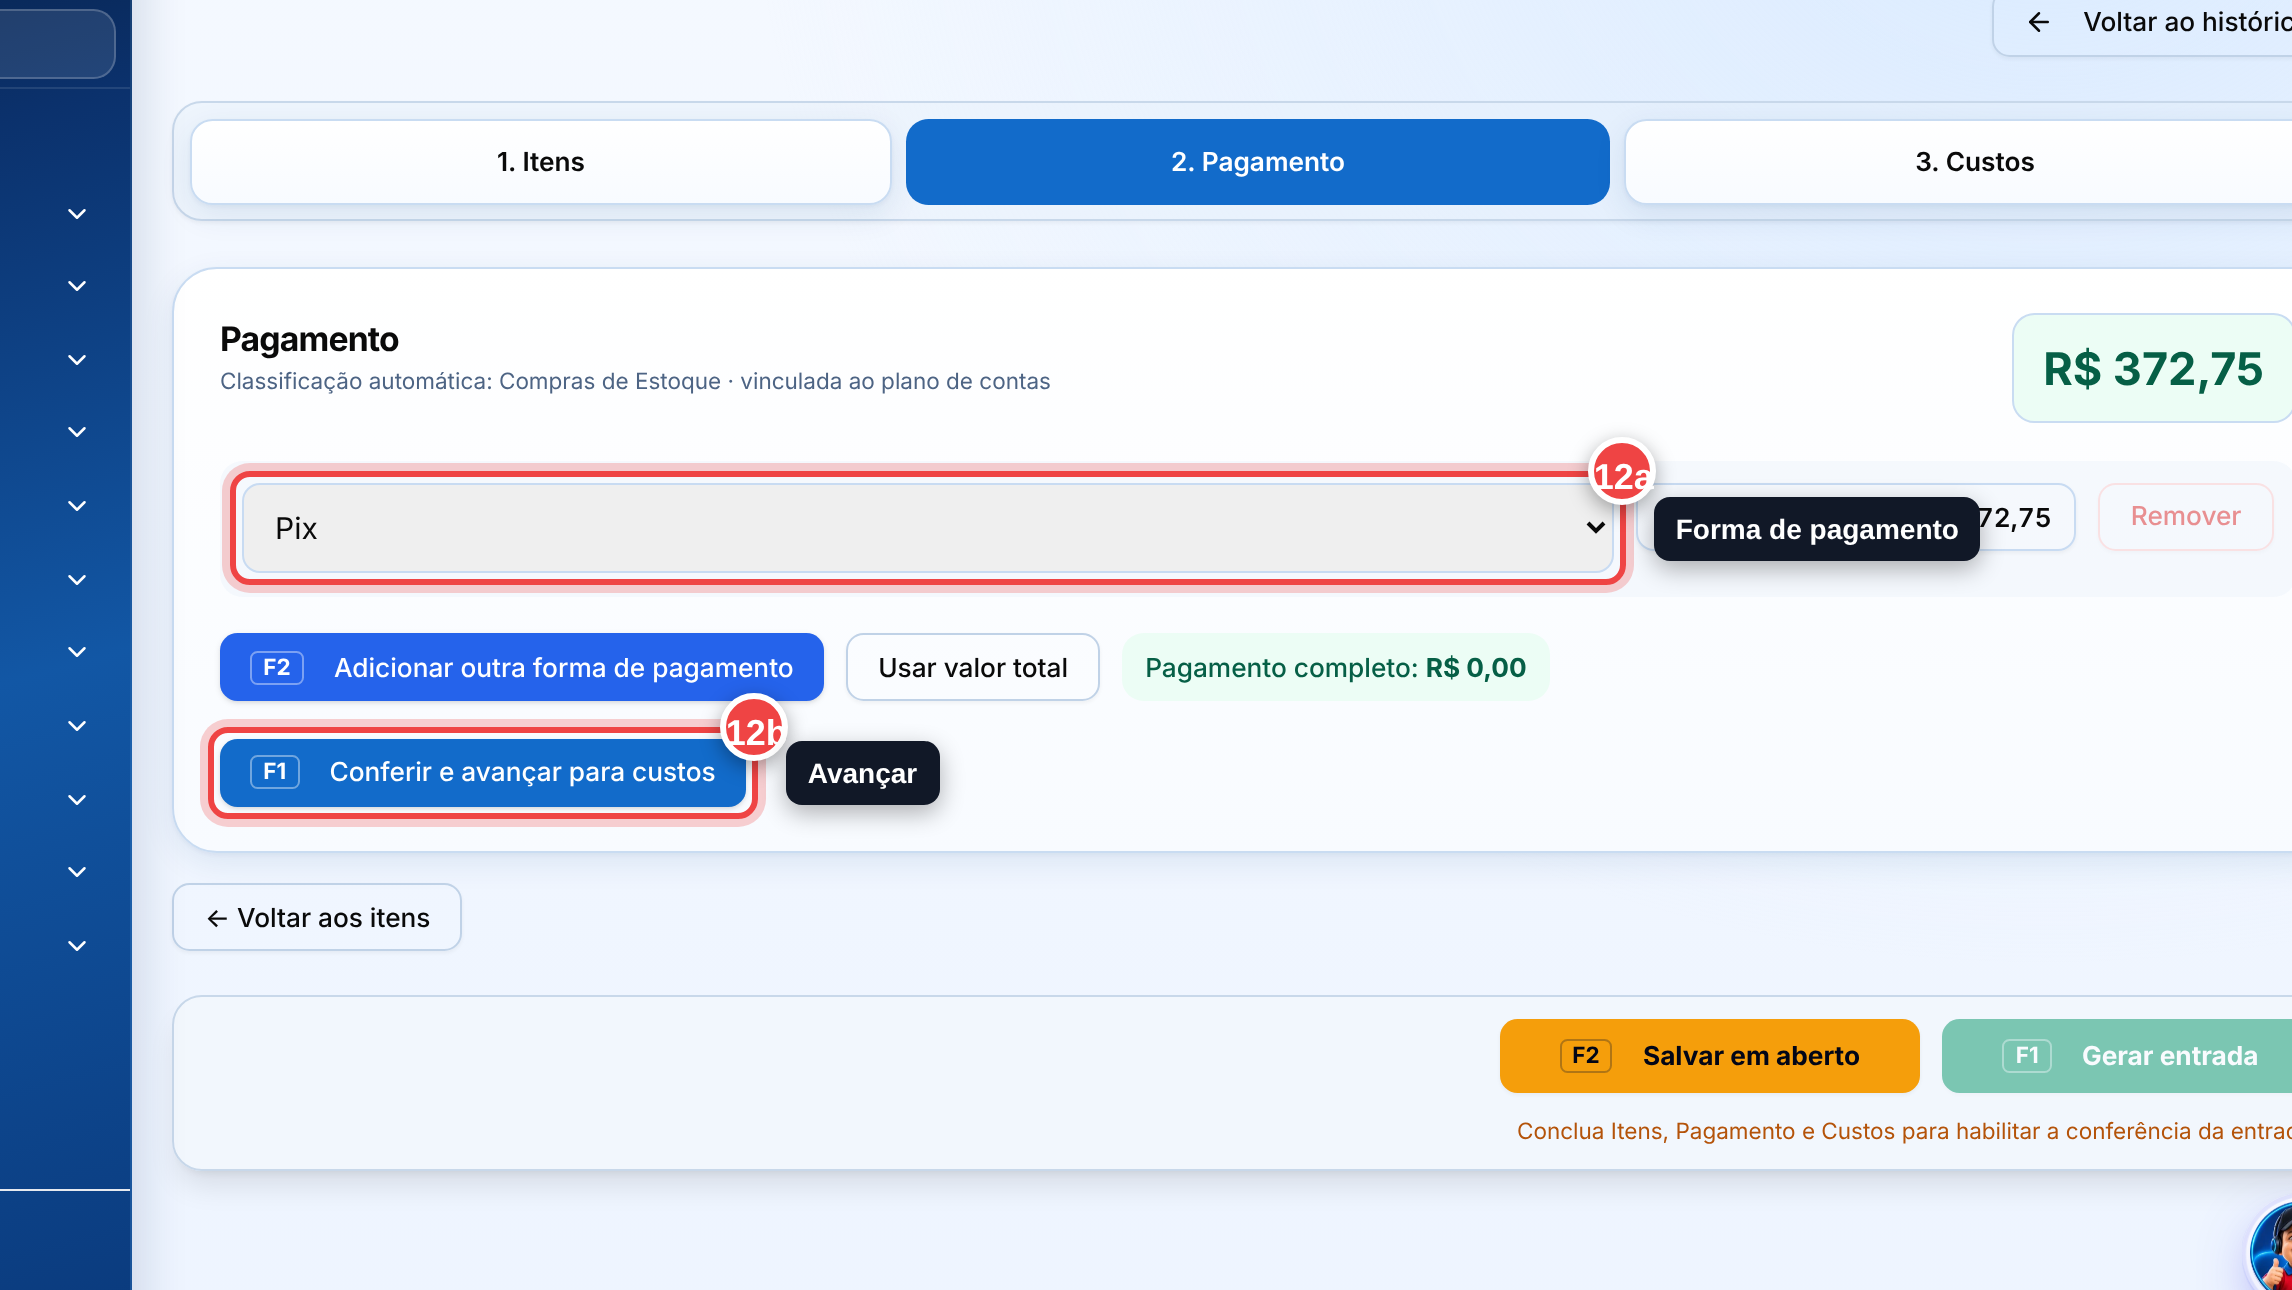 ← Voltar ao históric
1. Itens
2. Pagamento
3. Custos
Pagamento
Classificação automática: Compras de Estoque · vinculada ao plano de contas
R$ 372,75
12a
Pix
Forma de pagamento
72,75
Remover
F2 Adicionar outra forma de pagamento
Usar valor total
Pagamento completo: R$ 0,00
12b
F1 Conferir e avançar para custos
Avançar
← Voltar aos itens
F2 Salvar em aberto
F1 Gerar entrada
Conclua Itens, Pagamento e Custos para habilitar a conferência da entrad